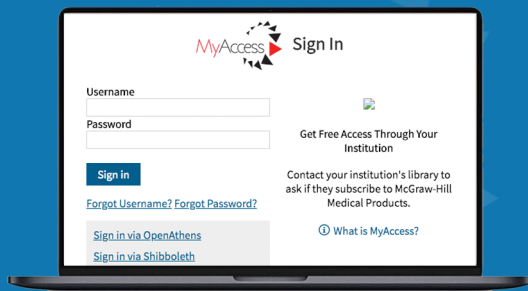 MyAccess Sign In
Username
Password
Sign in
Forgot Username? Forgot Password?
Sign in via OpenAthens
Sign in via Shibboleth
Get Free Access Through Your
Institution
Contact your institution's library to
ask if they subscribe to McGraw-Hill
Medical Products.
What is MyAccess?